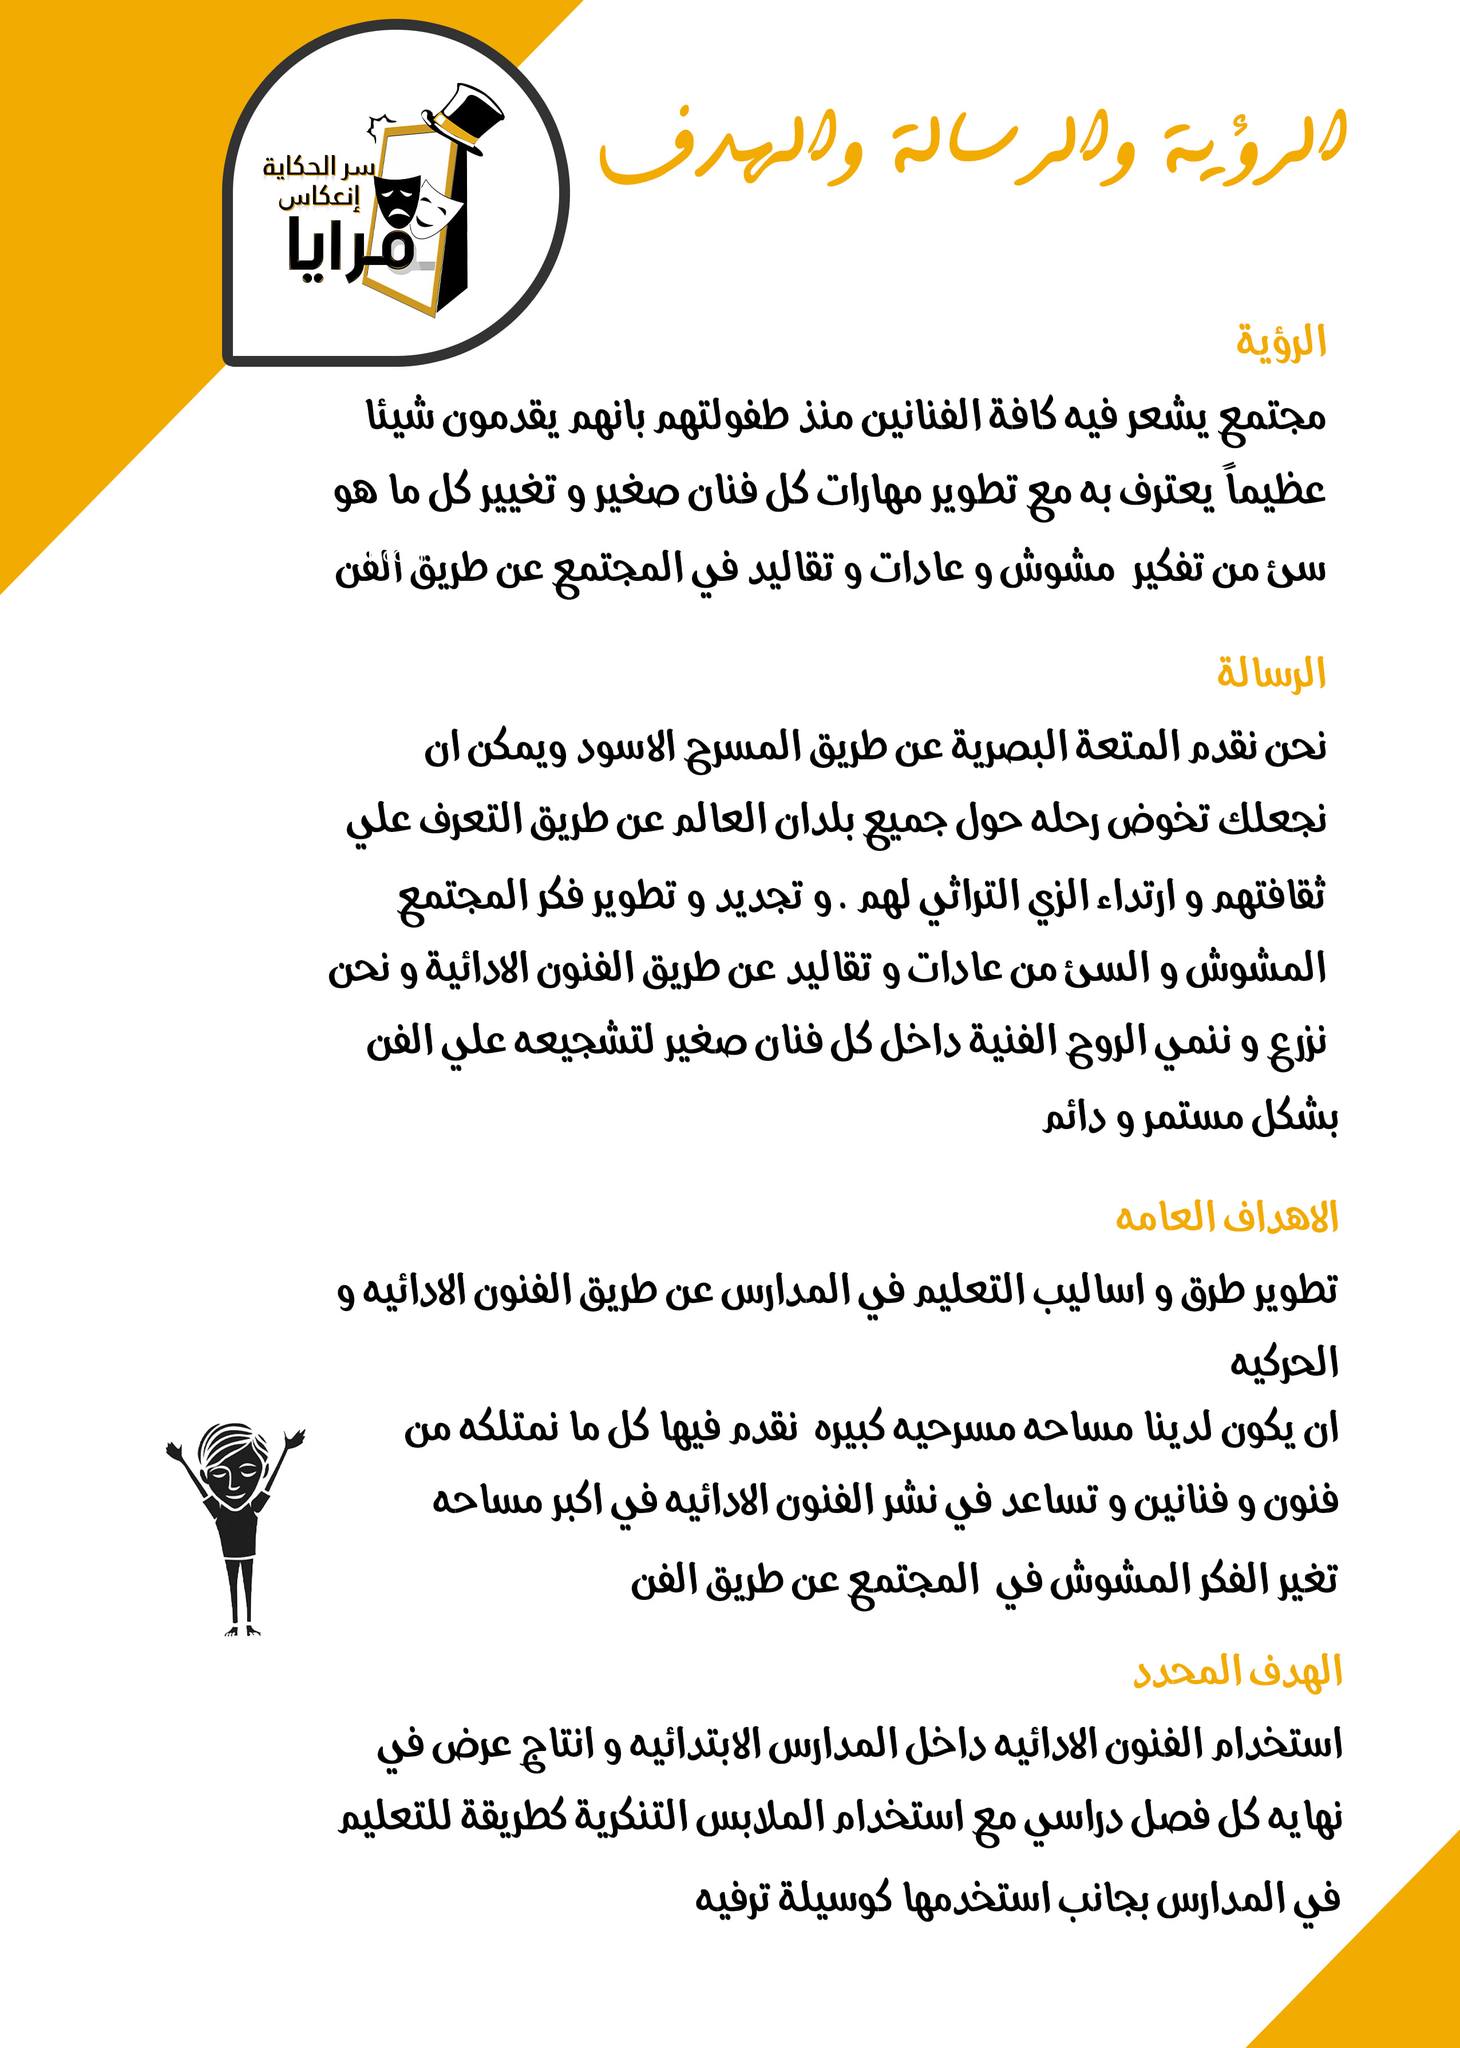 الرؤية والرسالة والهدف
سر الحكاية
إنعكاس
مرايا
الرؤية
مجتمع يشعر فيه كافة الفنانين منذ طفولتهم بانهم يقدمون شيئا
عظيماً يعترف به مع تطوير مهارات كل فنان صغير و تغيير كل ما هو
سئ من تفكير مشوش و عادات و تقاليد في المجتمع عن طريق الفن
الرسالة
نحن نقدم المتعة البصرية عن طريق المسرح الاسود ويمكن ان
نجعلك تخوض رحله حول جميع بلدان العالم عن طريق التعرف علي
ثقافتهم و ارتداء الزي التراثي لهم . و تجديد و تطوير فكر المجتمع
المشوش و السئ من عادات و تقاليد عن طريق الفنون الادائية و نحن
نزرع و ننمي الروح الفنية داخل كل فنان صغير لتشجيعه علي الفن
بشكل مستمر و دائم
الاهداف العامه
تطوير طرق و اساليب التعليم في المدارس عن طريق الفنون الادائيه و
الحركيه
ان يكون لدينا مساحه مسرحيه كبيره نقدم فيها كل ما نمتلكه من
فنون و فنانين و تساعد في نشر الفنون الادائيه في اكبر مساحه
تغير الفكر المشوش في المجتمع عن طريق الفن
الهدف المحدد
استخدام الفنون الادائيه داخل المدارس الابتدائيه و انتاج عرض في
نهايه كل فصل دراسي مع استخدام الملابس التنكرية كطريقة للتعليم
في المدارس بجانب استخدمها كوسيلة ترفيه